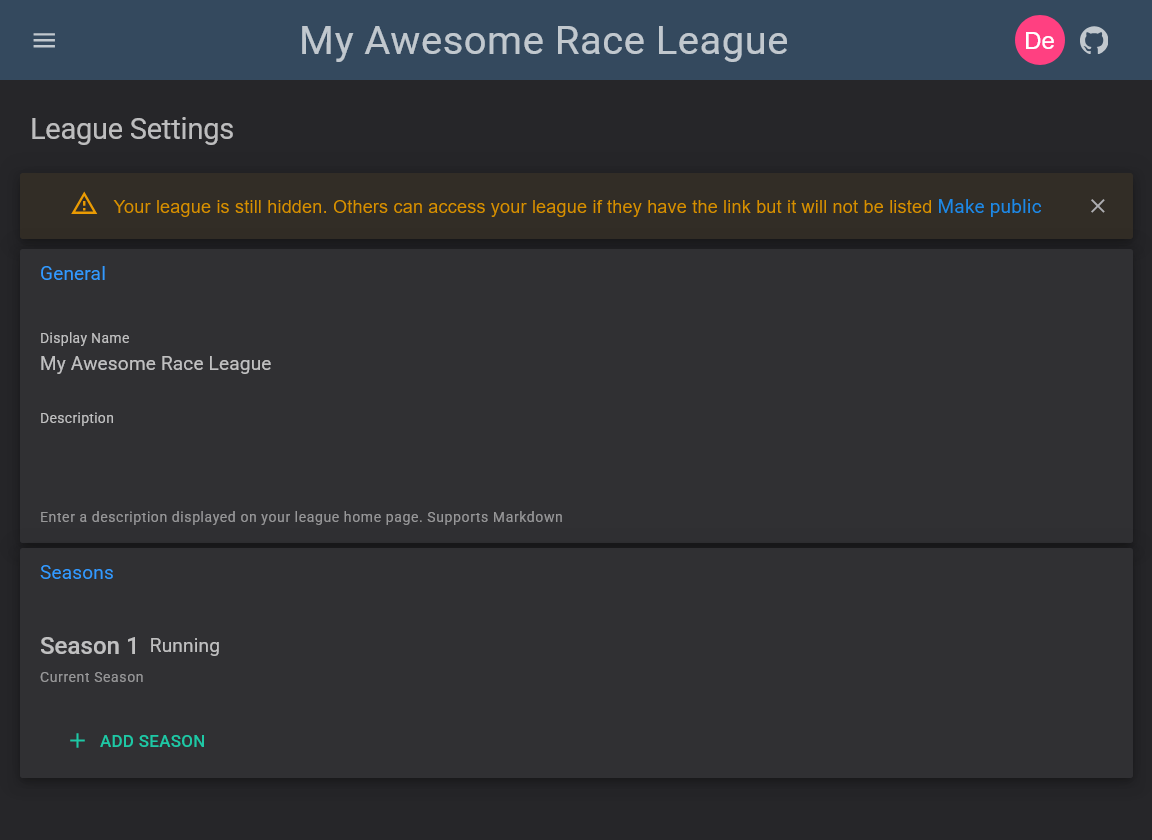 My Awesome Race League
De
League Settings
Your league is still hidden. Others can access your league if they have the link but it will not be listed Make public
General
Display Name
My Awesome Race League
Description
Enter a description displayed on your league home page. Supports Markdown
Seasons
Season 1 Running
Current Season
ADD SEASON